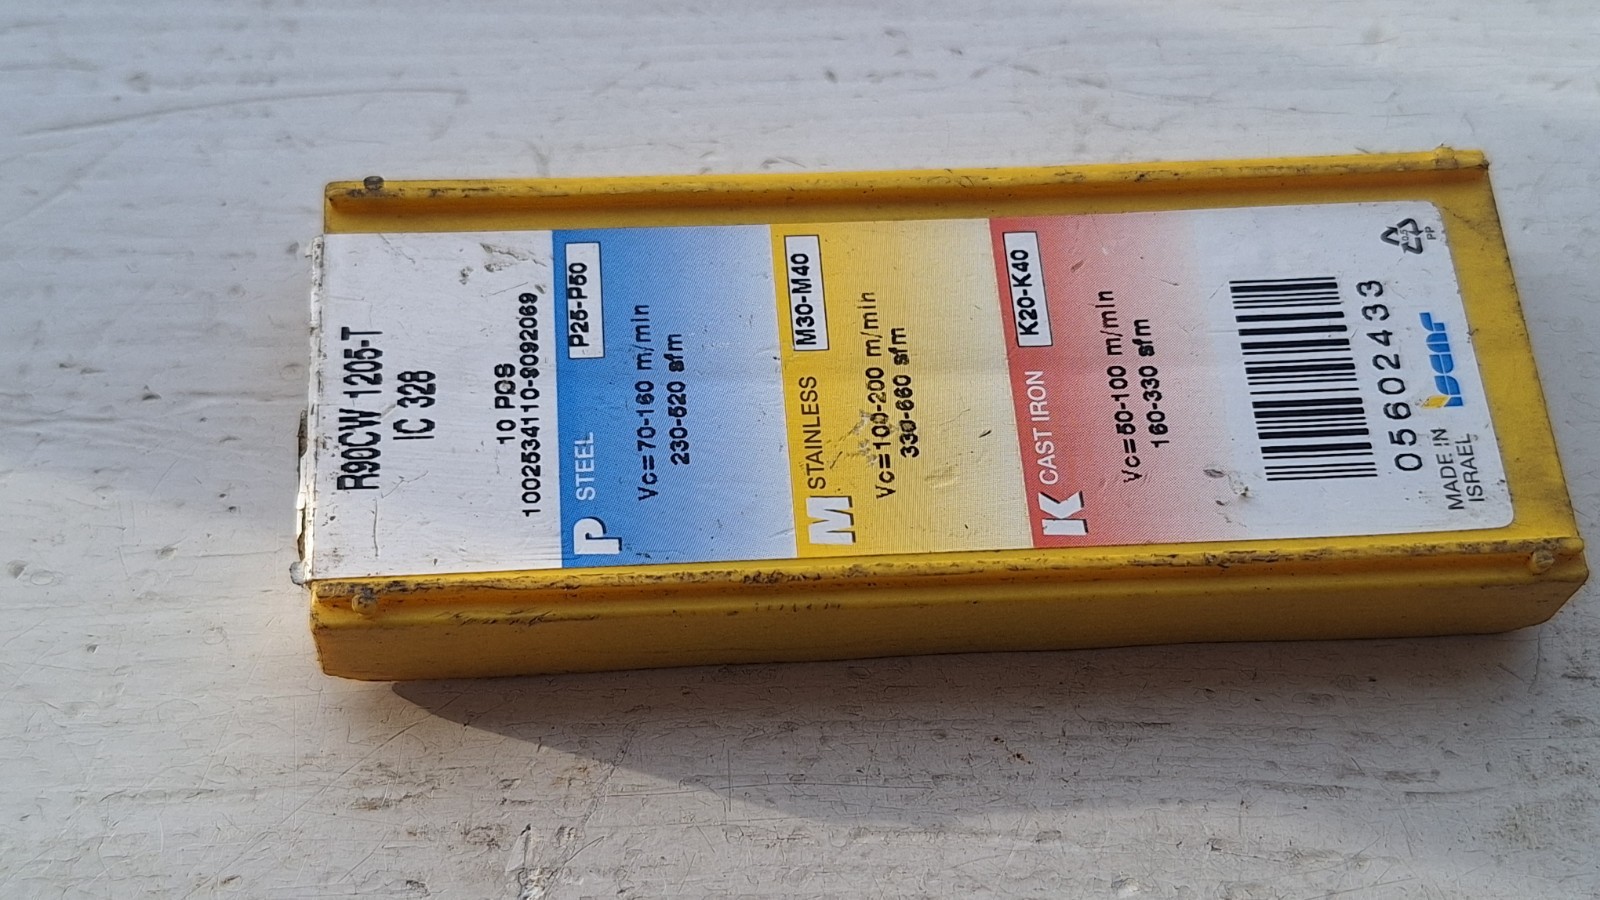 R90CW 1205-T
IC 328
10 PCS
1002534110-9092069
P STEEL P25-P50
Vc=70-160 m/min
230-520 sfm
M STAINLESS M30-M40
Vc=100-200 m/min
330-660 sfm
K CAST IRON K20-K40
Vc=50-100 m/min
160-330 sfm
05602433
PP
iscar
MADE IN
ISRAEL